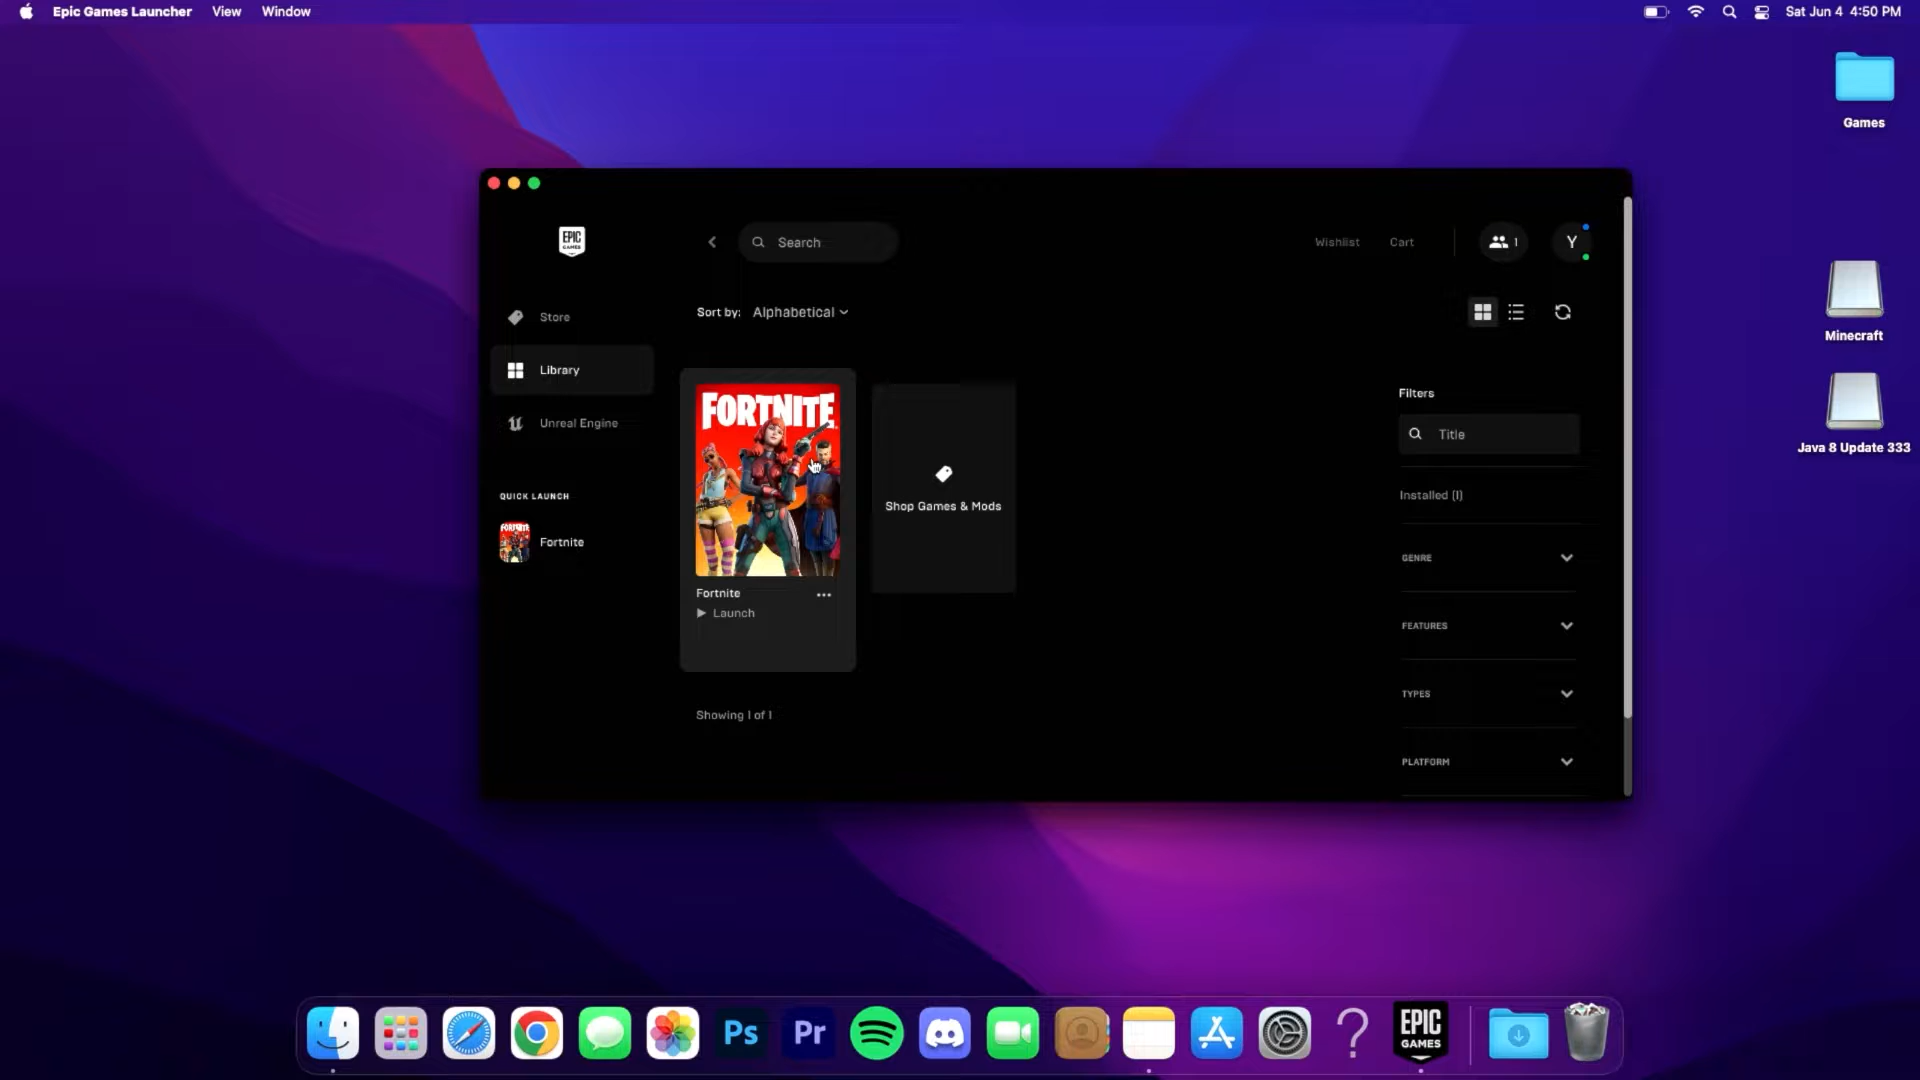 Epic Games Launcher View Window
Sat Jun 4 4:50 PM
Games
Minecraft
Java 8 Update 333
EPIC
GAMES
Search
Wishlist
Cart
1
Y
Store
Library
Unreal Engine
QUICK LAUNCH
FORTNITE
Fortnite
Sort by: Alphabetical
FORTNITE
Fortnite
Launch
Shop Games & Mods
Showing 1 of 1
Filters
Title
Installed (1)
GENRE
FEATURES
TYPES
PLATFORM
Ps
Pr
?
EPIC
GAMES